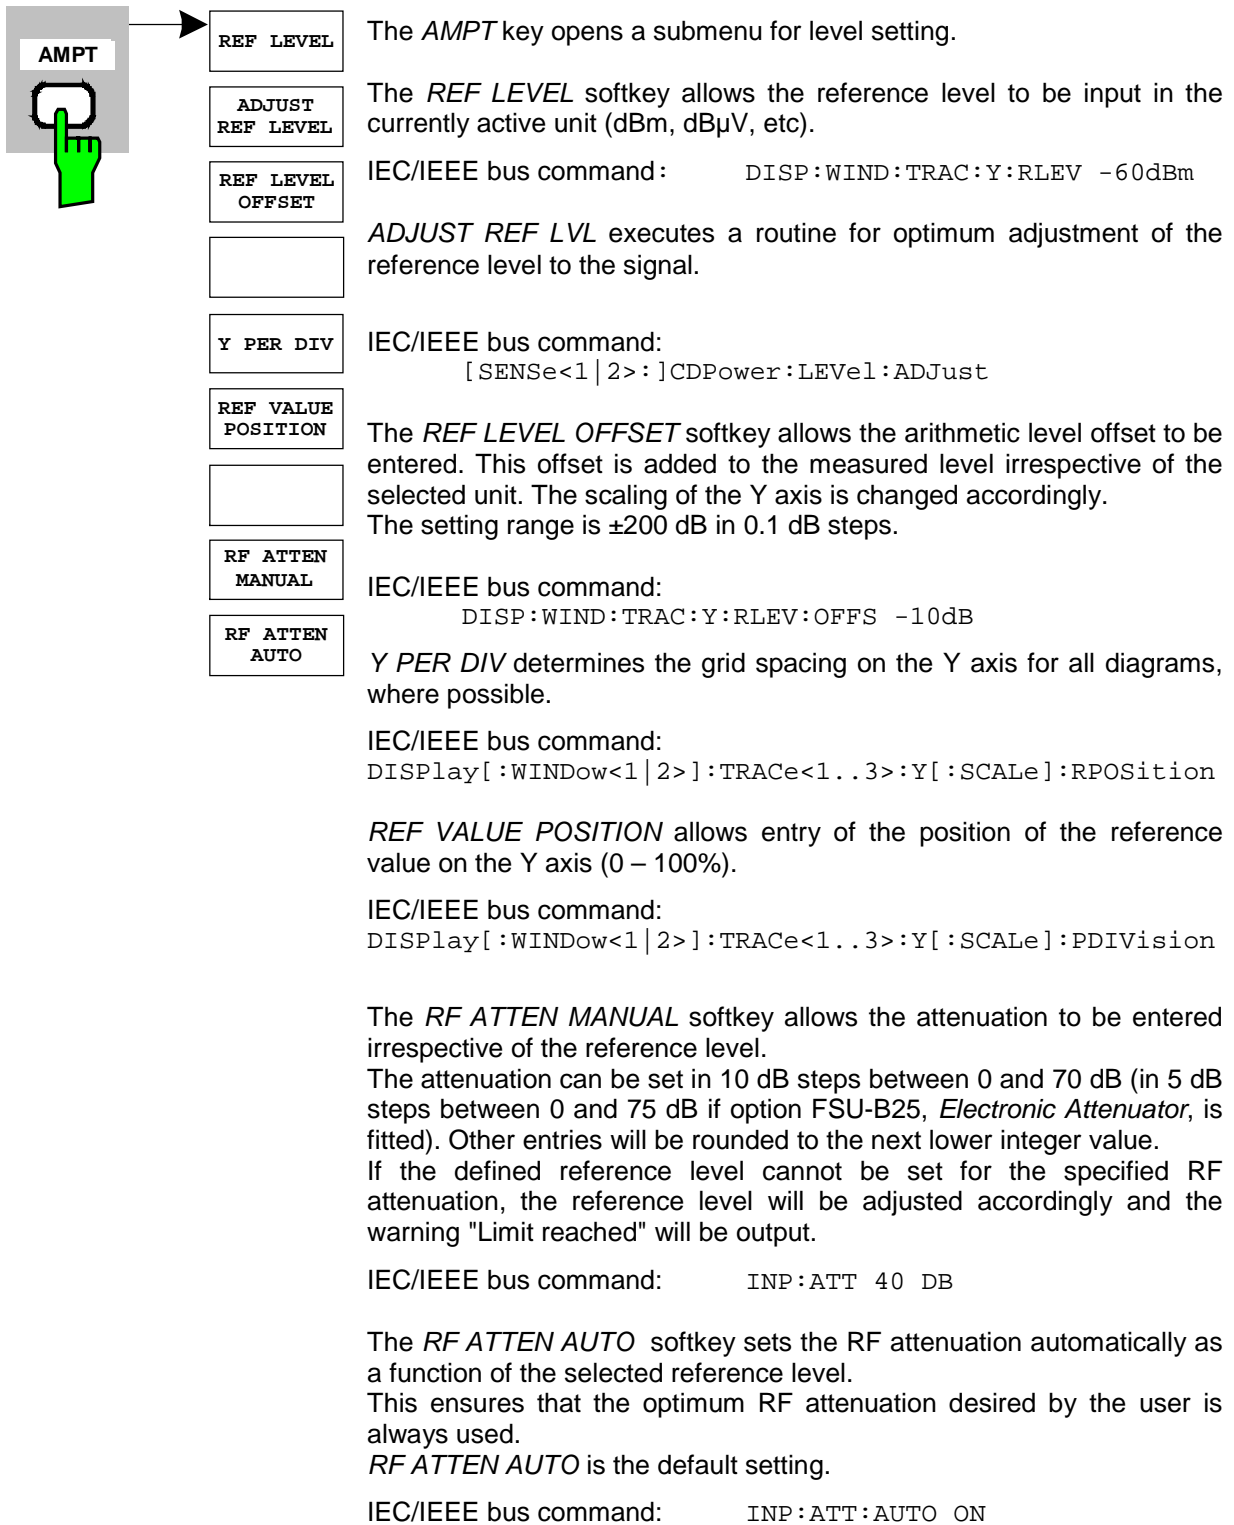 AMPT
REF LEVEL
ADJUST
REF LEVEL
REF LEVEL
OFFSET
Y PER DIV
REF VALUE
POSITION
RF ATTEN
MANUAL
RF ATTEN
AUTO
The AMPT key opens a submenu for level setting.
The REF LEVEL softkey allows the reference level to be input in the
currently active unit (dBm, dBµV, etc).
IEC/IEEE bus command: DISP:WIND:TRAC:Y:RLEV -60dBm
ADJUST REF LVL executes a routine for optimum adjustment of the
reference level to the signal.
IEC/IEEE bus command:
[SENSe<1|2>:]CDPower:LEVel:ADJust
The REF LEVEL OFFSET softkey allows the arithmetic level offset to be
entered. This offset is added to the measured level irrespective of the
selected unit. The scaling of the Y axis is changed accordingly.
The setting range is ±200 dB in 0.1 dB steps.
IEC/IEEE bus command:
DISP:WIND:TRAC:Y:RLEV:OFFS -10dB
Y PER DIV determines the grid spacing on the Y axis for all diagrams,
where possible.
IEC/IEEE bus command:
DISPlay[:WINDow<1|2>]:TRACe<1..3>:Y[:SCALe]:RPOSition
REF VALUE POSITION allows entry of the position of the reference
value on the Y axis (0 – 100%).
IEC/IEEE bus command:
DISPlay[:WINDow<1|2>]:TRACe<1..3>:Y[:SCALe]:PDIVision
The RF ATTEN MANUAL softkey allows the attenuation to be entered
irrespective of the reference level.
The attenuation can be set in 10 dB steps between 0 and 70 dB (in 5 dB
steps between 0 and 75 dB if option FSU-B25, Electronic Attenuator, is
fitted). Other entries will be rounded to the next lower integer value.
If the defined reference level cannot be set for the specified RF
attenuation, the reference level will be adjusted accordingly and the
warning "Limit reached" will be output.
IEC/IEEE bus command: INP:ATT 40 DB
The RF ATTEN AUTO softkey sets the RF attenuation automatically as
a function of the selected reference level.
This ensures that the optimum RF attenuation desired by the user is
always used.
RF ATTEN AUTO is the default setting.
IEC/IEEE bus command: INP:ATT:AUTO ON